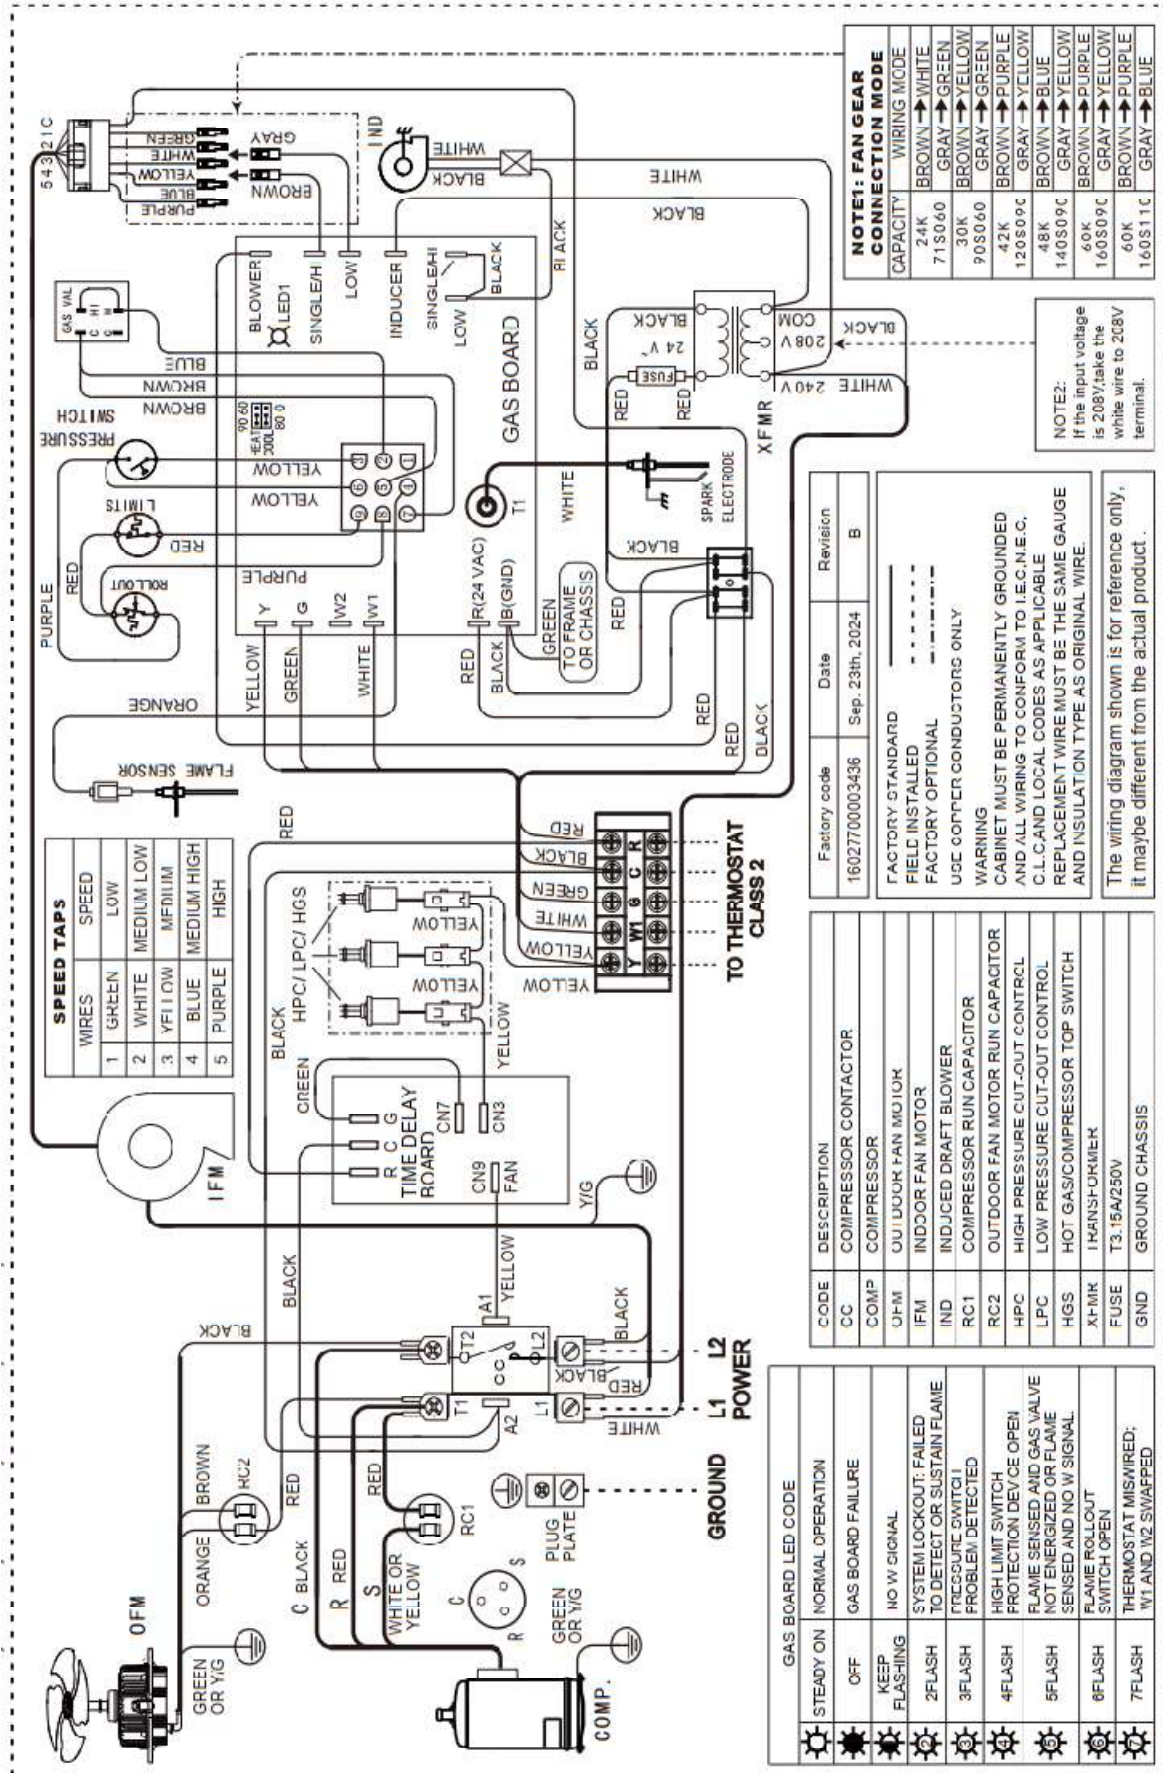 SPEED TAPS
WIRES SPEED
1 GREEN LOW
2 WHITE MEDIUM LOW
3 YELLOW MEDIUM
4 BLUE MEDIUM HIGH
5 PURPLE HIGH
OFM
GREEN
OR Y/G
ORANGE
BROWN
RC2
BLACK
RED
C BLACK
R RED
S
WHITE OR
YELLOW
RED
RC1
COMP.
C
R
S
GREEN
OR Y/G
PLUG
PLATE
GROUND
L1 L2
POWER
T1
T2
CC
L1
L2
A1
A2
WHITE
RED
BLACK
BLACK
BLACK
YELLOW
Y/G
IFM
TIME DELAY
BOARD
R C G
CN9
FAN
CN7
CN3
GREEN
BLACK
RED
HPC/ LPC/ HGS
YELLOW
YELLOW
YELLOW
YELLOW
YELLOW
WHITE
GREEN
BLACK
RED
Y W1 G C R
TO THERMOSTAT
CLASS 2
FLAME SENSOR
ORANGE
YELLOW
GREEN
WHITE
RED
BLACK
RED
RED
BLACK
PURPLE
RED
ROLLOUT
LIMITS
PRESSURE
SWITCH
RED
PURPLE
YELLOW
YELLOW
BROWN
BROWN
BLUE
GAS VAL
C HI
C M
Y
G
W2
W1
R(24 VAC)
B(GND)
GREEN
TO FRAME
OR CHASSIS
9 6 3
8 5 2
7 4 1
90 60
80 0
GAS BOARD
T1
WHITE
SPARK
ELECTRODE
BLACK
RED
BLOWER
LED1
SINGLE/HI
LOW
INDUCER
SINGLE/HI
LOW
BLACK
BLACK
5 4 3 2 1 C
GREEN
WHITE
YELLOW
BLUE
PURPLE
GRAY
BROWN
IND
WHITE
BLACK
WHITE
BLACK
BLACK
RED
FUSE
RED
BLACK
24 V~
COM
208 V
240 V
BLACK
WHITE
XFMR
NOTE1: FAN GEAR
CONNECTION MODE
CAPACITY WIRING MODE
24K BROWN→WHITE
71S060 GRAY→GREEN
30K BROWN→YELLOW
90S060 GRAY→GREEN
42K BROWN→PURPLE
120S090 GRAY→YELLOW
48K BROWN→BLUE
140S090 GRAY→YELLOW
60K BROWN→PURPLE
160S090 GRAY→YELLOW
60K BROWN→PURPLE
160S110 GRAY→BLUE
NOTE2:
If the input voltage
is 208V,take the
white wire to 208V
terminal.
Factory code Date Revision
16027700003436 Sep. 23th, 2024 B
FACTORY STANDARD
FIELD INSTALLED
FACTORY OPTIONAL
USE COPPER CONDUCTORS ONLY
WARNING
CABINET MUST BE PERMANENTLY GROUNDED
AND ALL WIRING TO CONFORM TO I.E.C,N.E.C,
C.L.C,AND LOCAL CODES AS APPLICABLE
REPLACEMENT WIRE MUST BE THE SAME GAUGE
AND INSULATION TYPE AS ORIGINAL WIRE.
The wiring diagram shown is for reference only,
it maybe different from the actual product .
CODE DESCRIPTION
CC COMPRESSOR CONTACTOR
COMP COMPRESSOR
OFM OUTDOOR FAN MOTOR
IFM INDOOR FAN MOTOR
IND INDUCED DRAFT BLOWER
RC1 COMPRESSOR RUN CAPACITOR
RC2 OUTDOOR FAN MOTOR RUN CAPACITOR
HPC HIGH PRESSURE CUT-OUT CONTROL
LPC LOW PRESSURE CUT-OUT CONTROL
HGS HOT GAS/COMPRESSOR TOP SWITCH
XFMR TRANSFORMER
FUSE T3.15A/250V
GND GROUND CHASSIS
GAS BOARD LED CODE
STEADY ON NORMAL OPERATION
OFF GAS BOARD FAILURE
KEEP
FLASHING NO W SIGNAL
2 2FLASH SYSTEM LOCKOUT: FAILED
TO DETECT OR SUSTAIN FLAME
3 3FLASH PRESSURE SWITCH
PROBLEM DETECTED
4 4FLASH HIGH LIMIT SWITCH
PROTECTION DEVICE OPEN
5 5FLASH FLAME SENSED AND GAS VALVE
NOT ENERGIZED OR FLAME
SENSED AND NO W SIGNAL.
6 6FLASH FLAME ROLLOUT
SWITCH OPEN
7 7FLASH THERMOSTAT MISWIRED;
W1 AND W2 SWAPPED